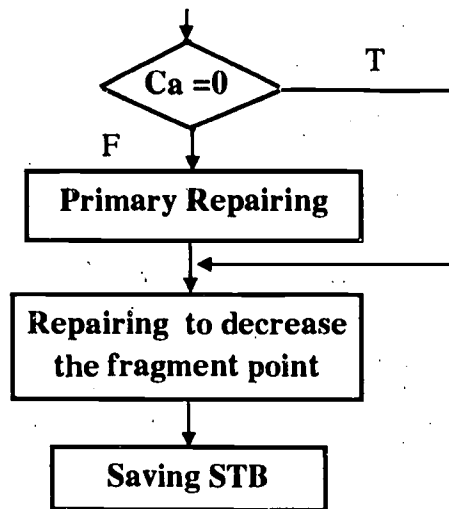 Ca =0
T
F
Primary Repairing
Repairing to decrease
the fragment point
Saving STB